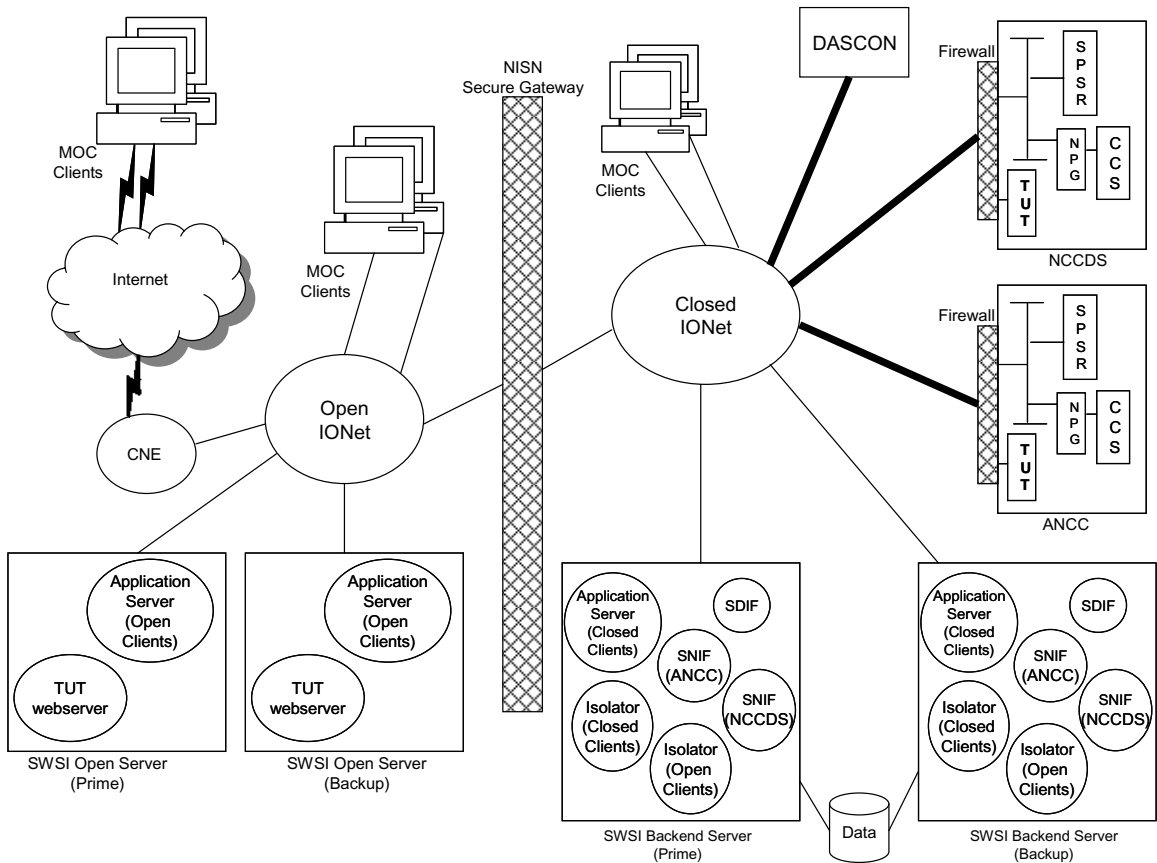 MOC
Clients
Internet
CNE
MOC
Clients
Open
IONet
NISN
Secure Gateway
MOC
Clients
Closed
IONet
DASCON
Firewall
S
P
S
R
N
P
G
C
C
S
T
U
T
NCCDS
Firewall
S
P
S
R
N
P
G
C
C
S
T
U
T
ANCC
Application
Server
(Open
Clients)
TUT
webserver
SWSI Open Server
(Prime)
Application
Server
(Open
Clients)
TUT
webserver
SWSI Open Server
(Backup)
Application
Server
(Closed
Clients)
SDIF
SNIF
(ANCC)
SNIF
(NCCDS)
Isolator
(Closed
Clients)
Isolator
(Open
Clients)
SWSI Backend Server
(Prime)
Data
Application
Server
(Closed
Clients)
SDIF
SNIF
(ANCC)
SNIF
(NCCDS)
Isolator
(Closed
Clients)
Isolator
(Open
Clients)
SWSI Backend Server
(Backup)